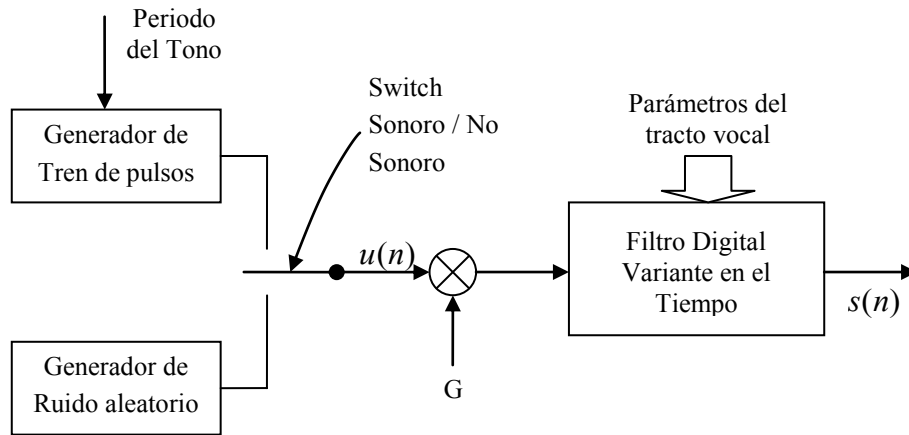 Periodo
del Tono
Generador de
Tren de pulsos
Switch
Sonoro / No
Sonoro
Parámetros del
tracto vocal
u(n)
Filtro Digital
Variante en el
Tiempo
s(n)
Generador de
Ruido aleatorio
G